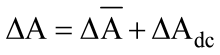 ΔA = ΔA̅ + ΔA_dc